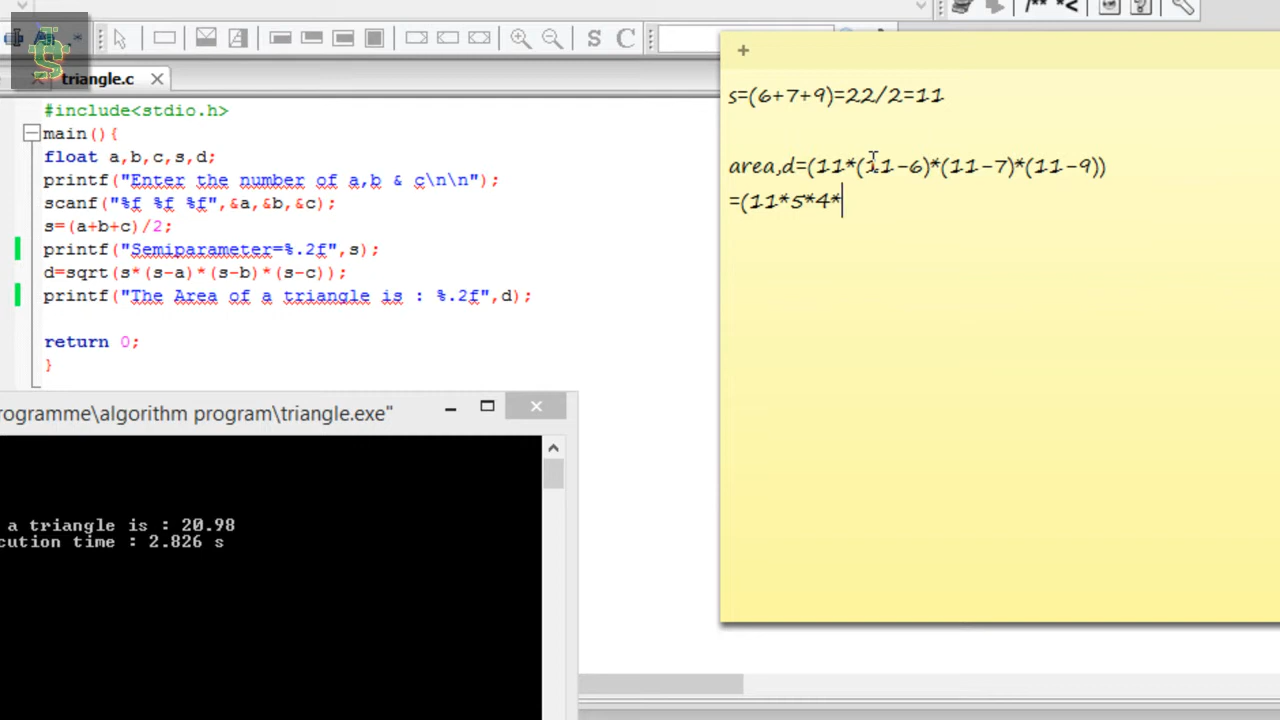 triangle.c
#include<stdio.h>
main(){
float a,b,c,s,d;
printf("Enter the number of a,b & c\n\n");
scanf("%f %f %f",&a,&b,&c);
s=(a+b+c)/2;
printf("Semiparameter=%.2f",s);
d=sqrt(s*(s-a)*(s-b)*(s-c));
printf("The Area of a triangle is : %.2f",d);
return 0;
}
s=(6+7+9)=22/2=11
area,d=(11*(11-6)*(11-7)*(11-9))
=(11*5*4*
rogramme\algorithm program\triangle.exe"
a triangle is : 20.98
cution time : 2.826 s